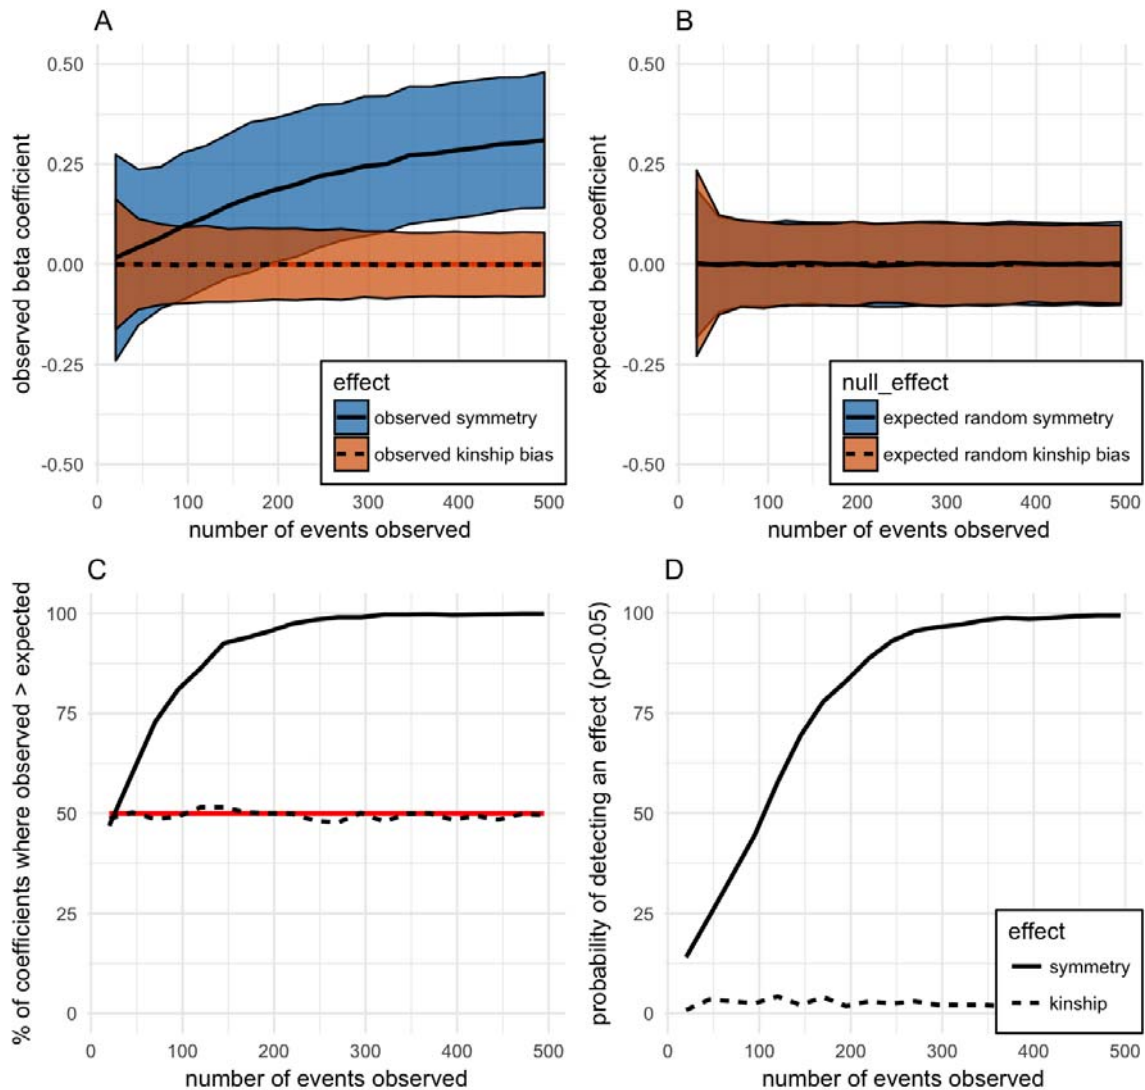 A
observed beta coefficient
0.50
0.25
0.00
-0.25
-0.50
effect
observed symmetry
observed kinship bias
0 100 200 300 400 500
number of events observed
B
expected beta coefficient
0.50
0.25
0.00
-0.25
-0.50
null_effect
expected random symmetry
expected random kinship bias
0 100 200 300 400 500
number of events observed
C
% of coefficients where observed > expected
100
75
50
25
0
0 100 200 300 400 500
number of events observed
D
probability of detecting an effect (p<0.05)
100
75
50
25
0
effect
symmetry
kinship
0 100 200 300 400 500
number of events observed